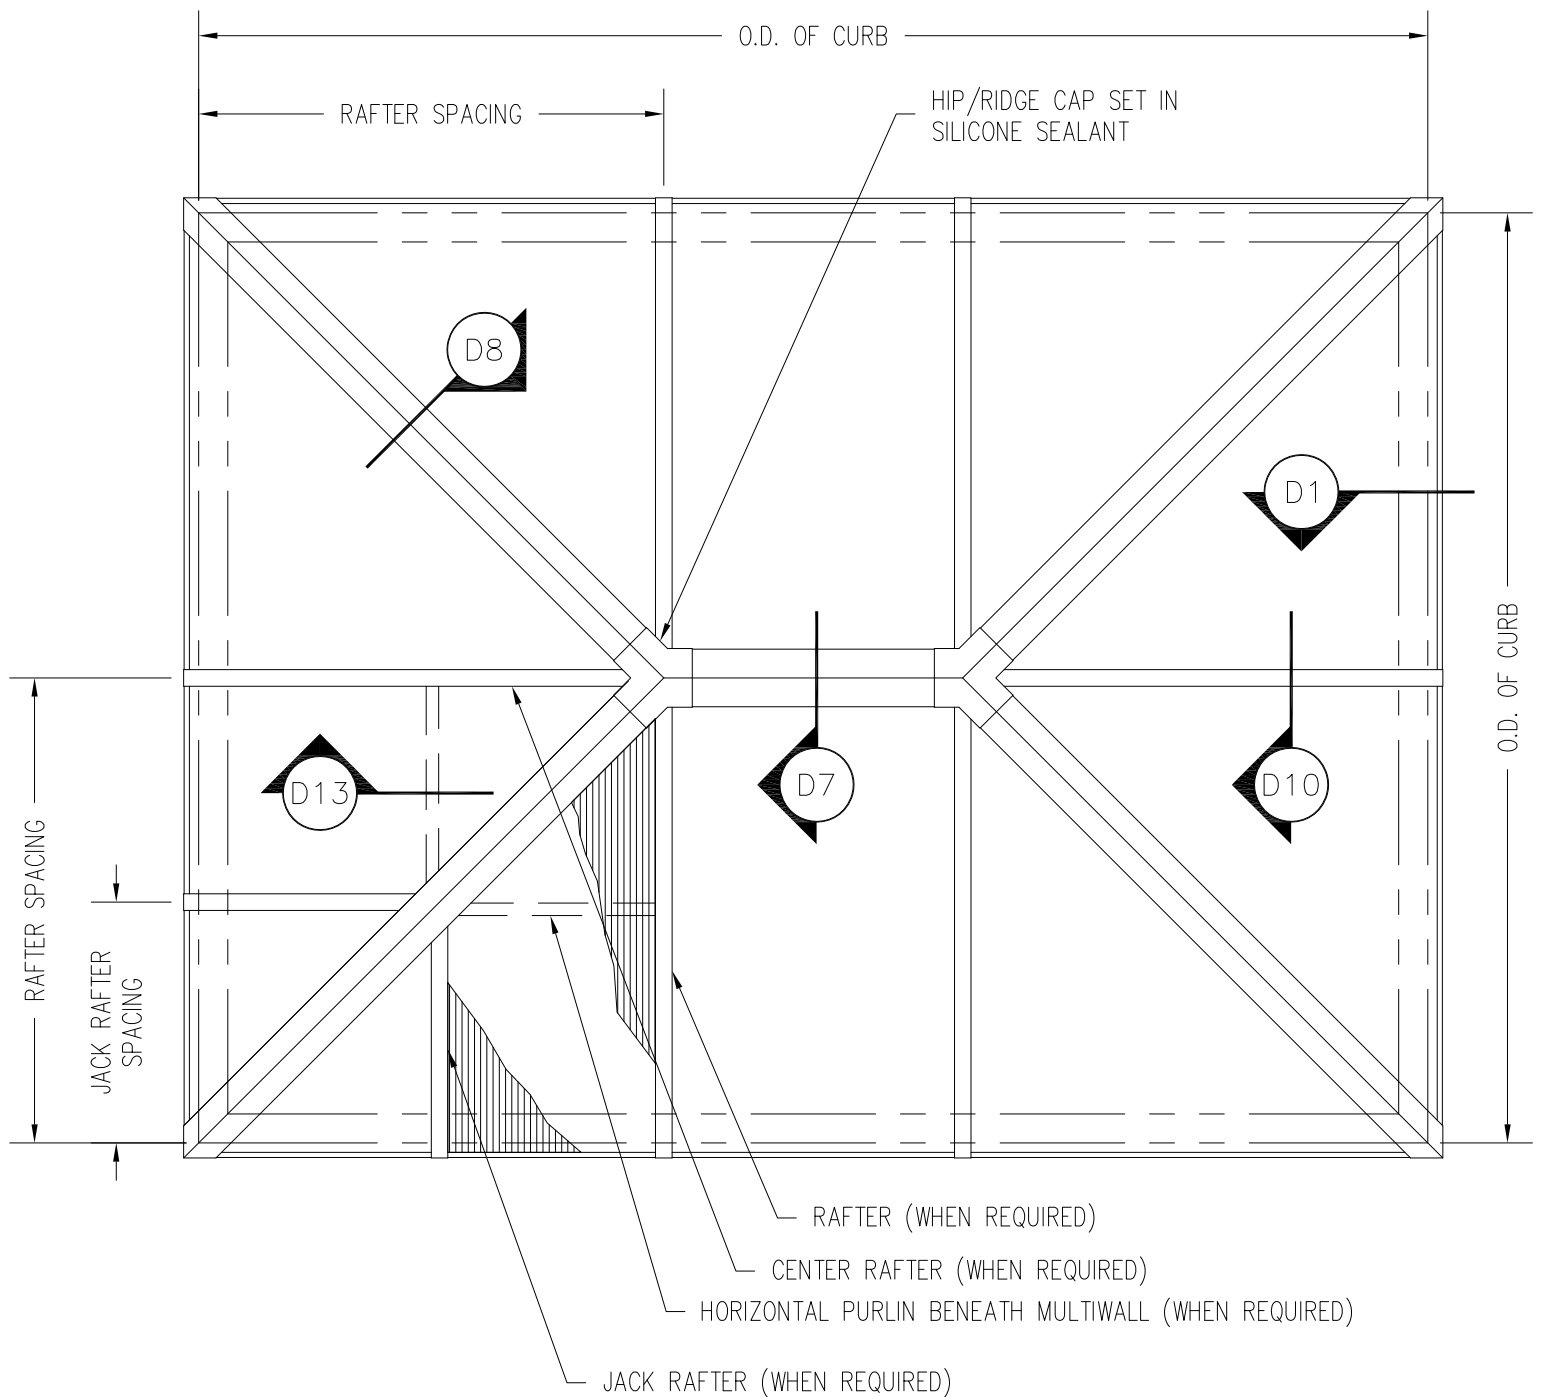 O.D. OF CURB
RAFTER SPACING
HIP/RIDGE CAP SET IN
SILICONE SEALANT
D8
D1
O.D. OF CURB
D13
D7
D10
RAFTER SPACING
JACK RAFTER
SPACING
RAFTER (WHEN REQUIRED)
CENTER RAFTER (WHEN REQUIRED)
HORIZONTAL PURLIN BENEATH MULTIWALL (WHEN REQUIRED)
JACK RAFTER (WHEN REQUIRED)